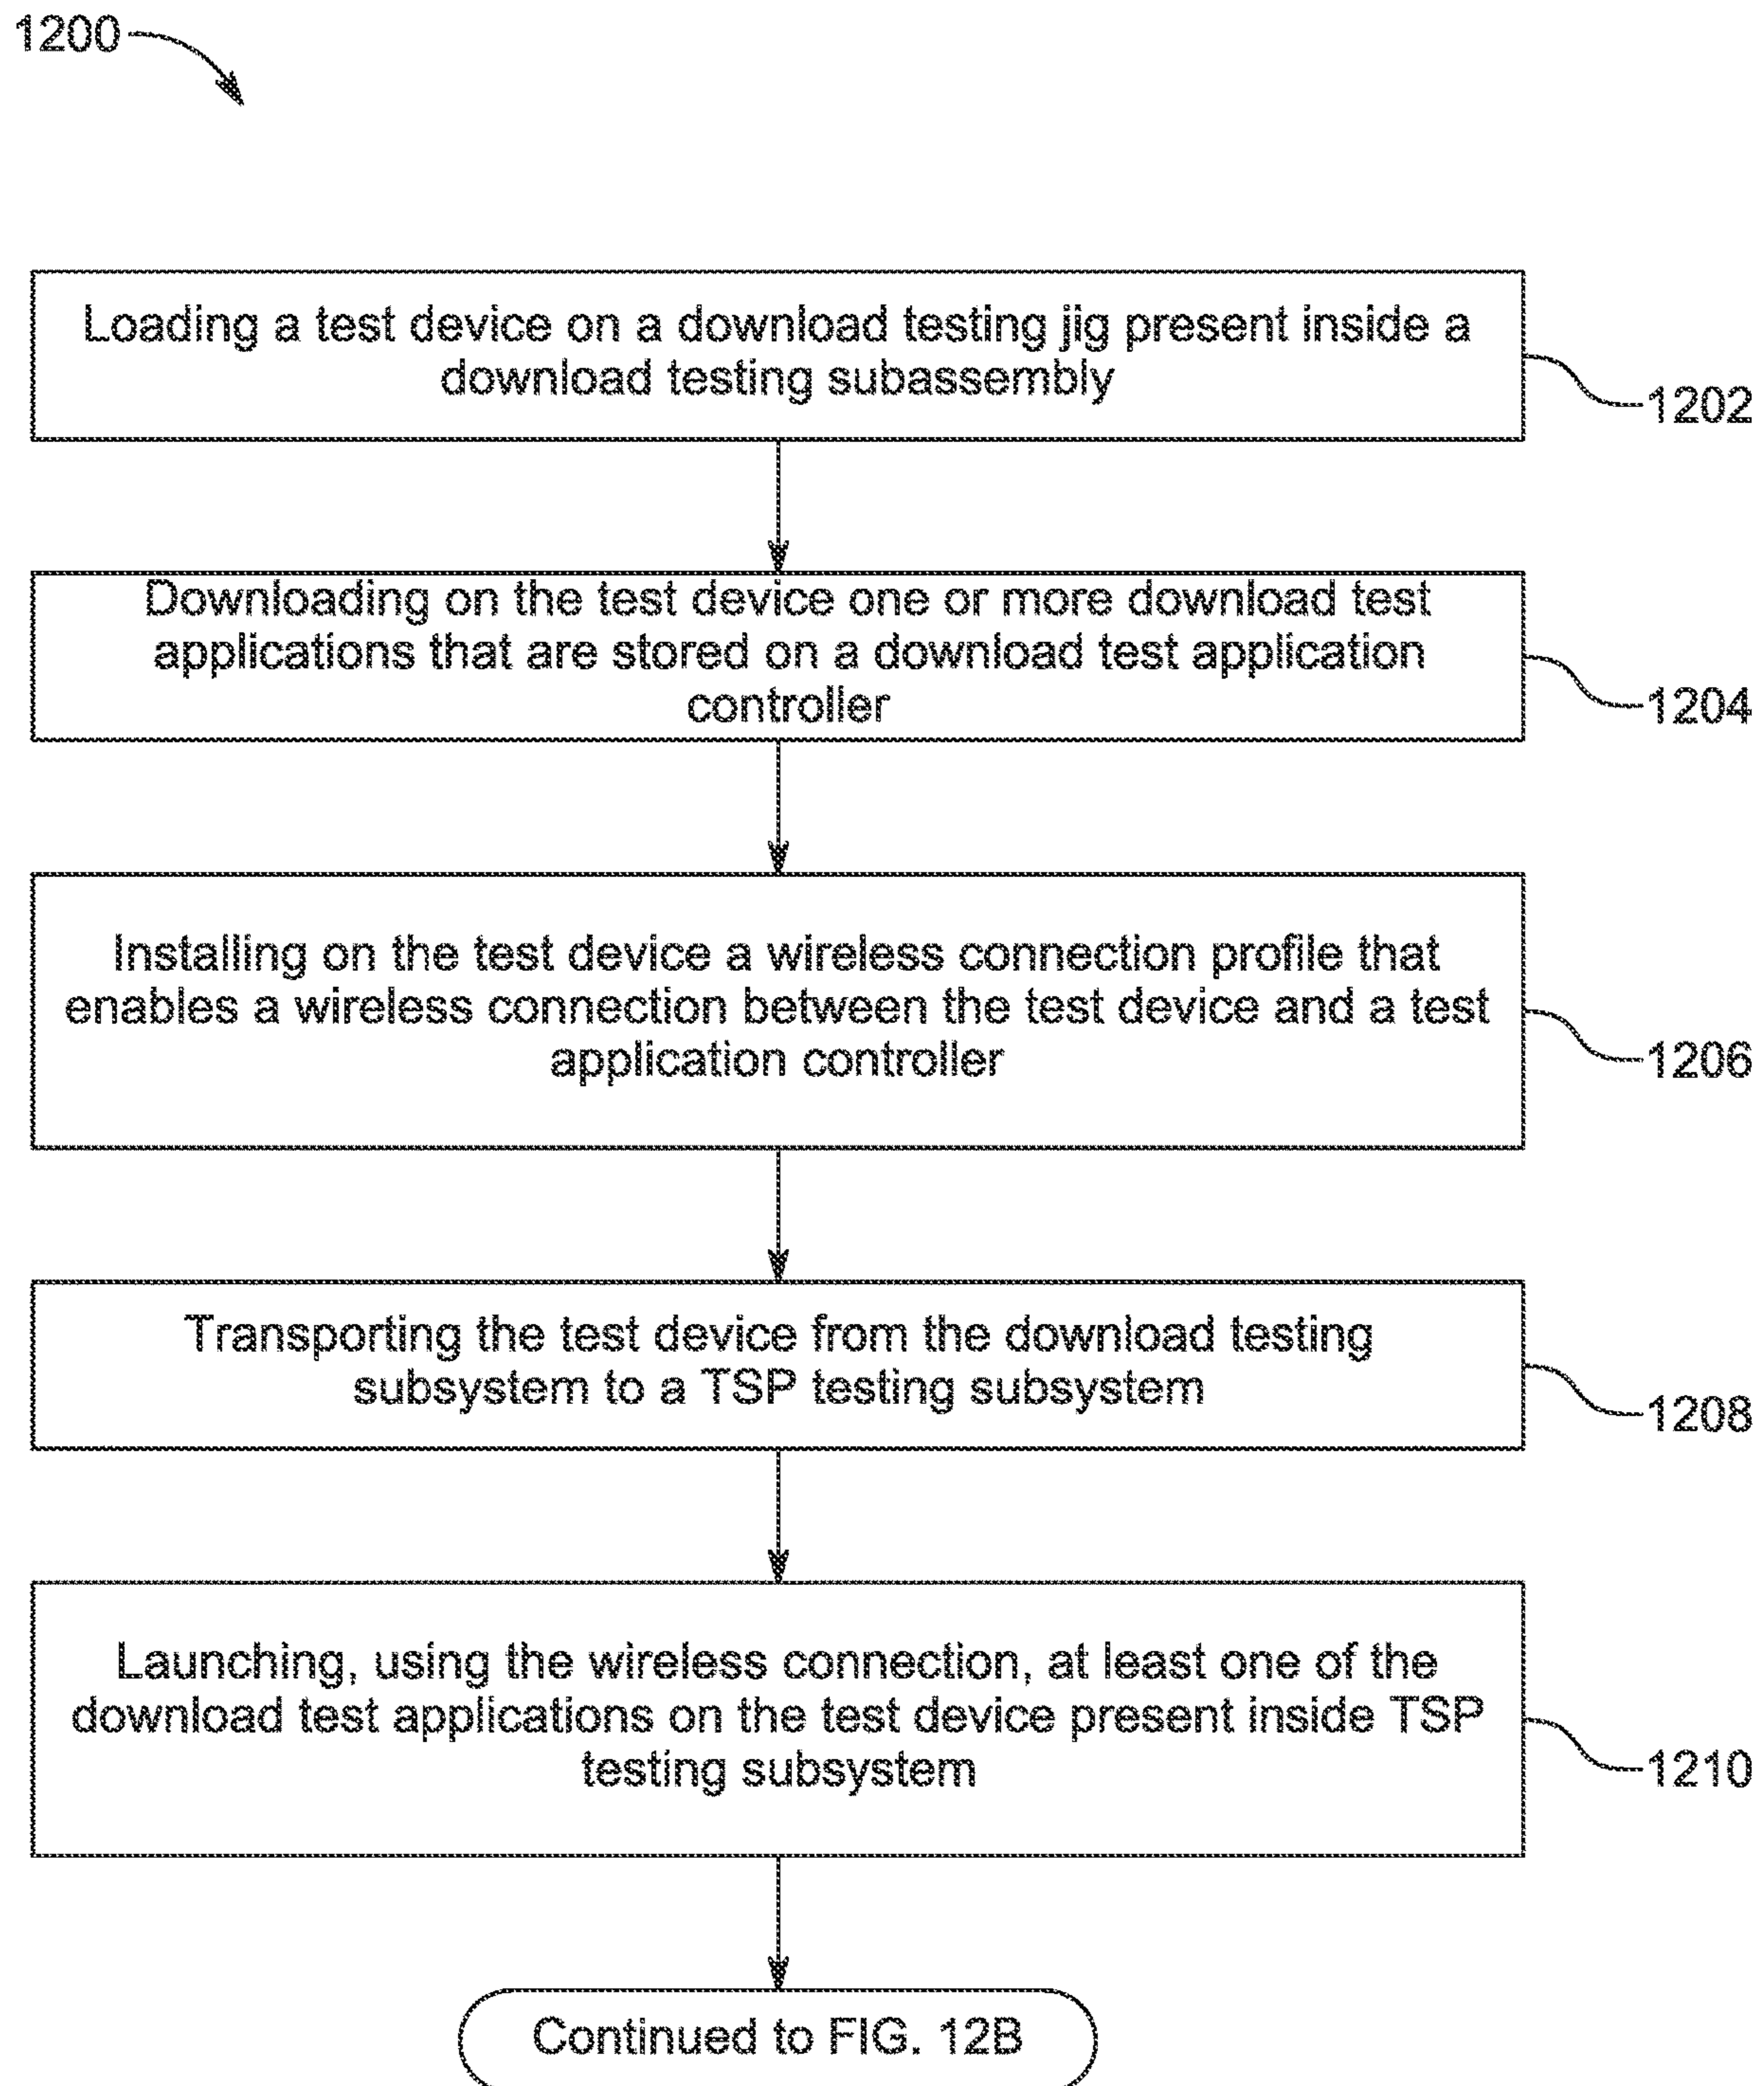 1200
Loading a test device on a download testing jig present inside a
download testing subassembly
1202
Downloading on the test device one or more download test
applications that are stored on a download test application
controller
1204
Installing on the test device a wireless connection profile that
enables a wireless connection between the test device and a test
application controller
1206
Transporting the test device from the download testing
subsystem to a TSP testing subsystem
1208
Launching, using the wireless connection, at least one of the
download test applications on the test device present inside TSP
testing subsystem
1210
Continued to FIG. 12B